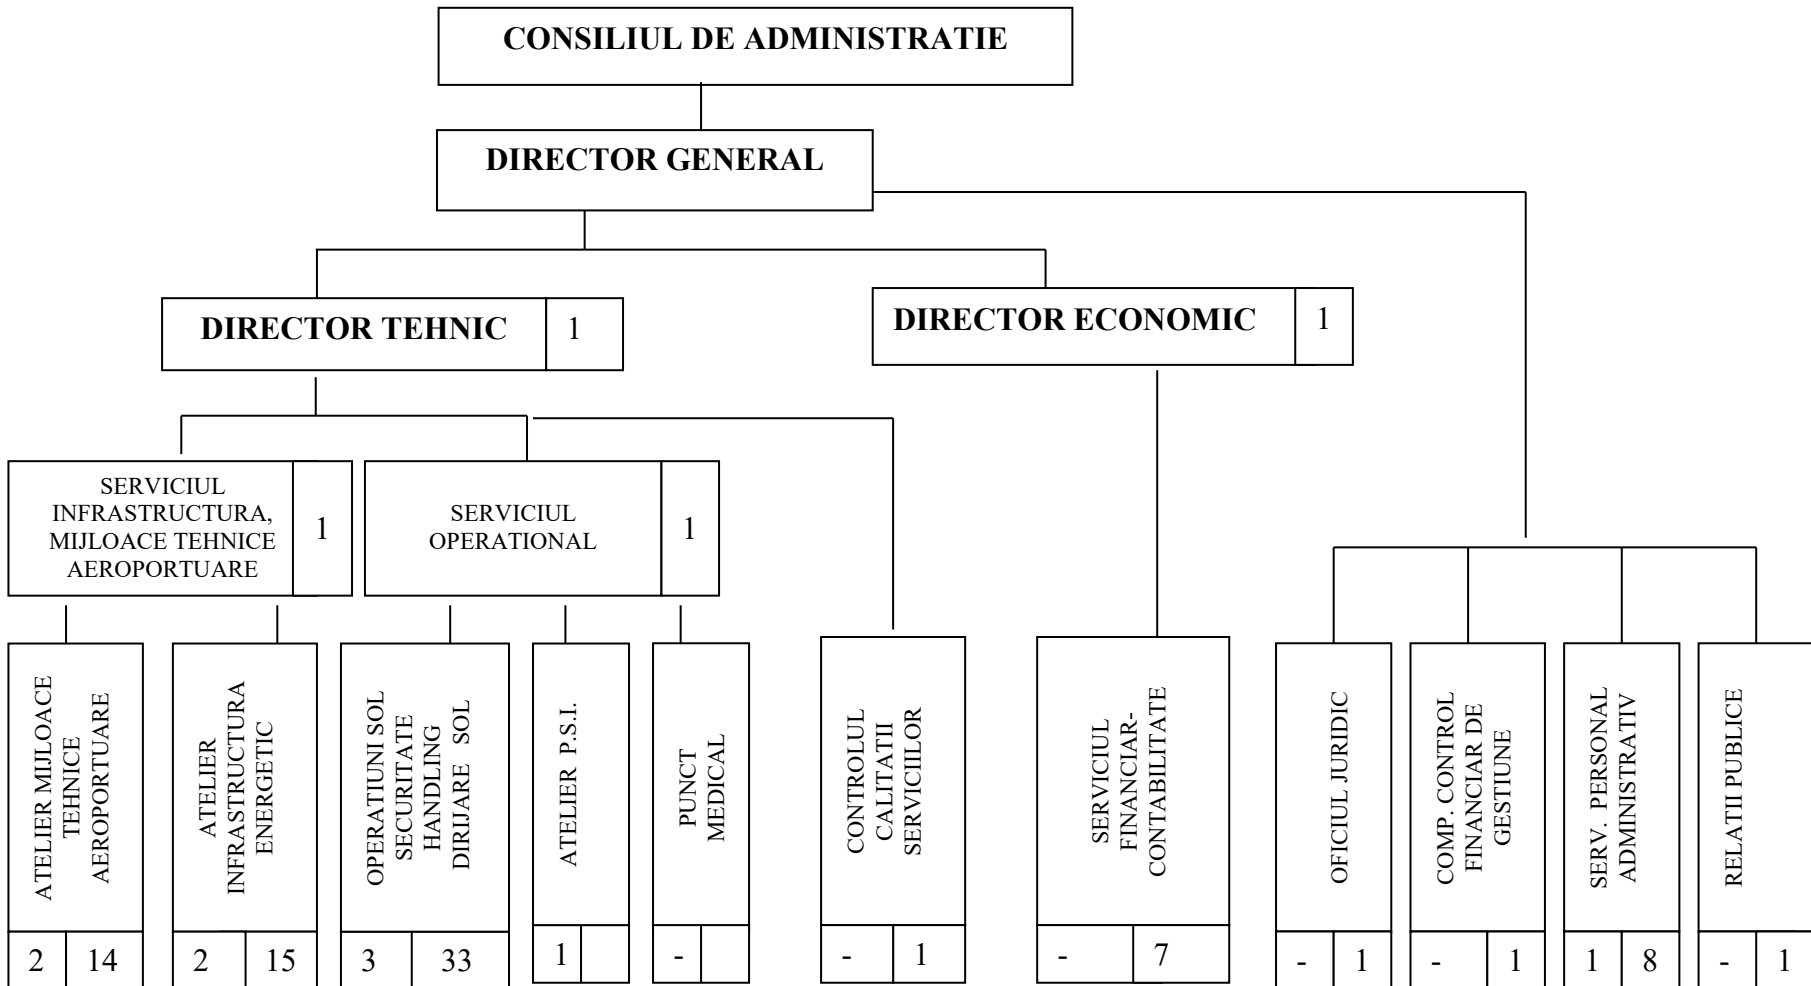 CONSILIUL DE ADMINISTRATIE
DIRECTOR GENERAL
DIRECTOR TEHNIC 1
DIRECTOR ECONOMIC 1
SERVICIUL
INFRASTRUCTURA,
MIJLOACE TEHNICE
AEROPORTUARE
1
SERVICIUL
OPERATIONAL
1
ATELIER MIJLOACE
TEHNICE
AEROPORTUARE
2 14
ATELIER
INFRASTRUCTURA
ENERGETIC
2 15
OPERATIUNI SOL
SECURITATE
HANDLING
DIRIJARE SOL
3 33
ATELIER P.S.I.
1
PUNCT
MEDICAL
-
CONTROLUL
CALITATII
SERVICIILOR
- 1
SERVICIUL
FINANCIAR-
CONTABILITATE
- 7
OFICIUL JURIDIC
- 1
COMP. CONTROL
FINANCIAR DE
GESTIUNE
- 1
SERV. PERSONAL
ADMINISTRATIV
1 8
RELATII PUBLICE
- 1